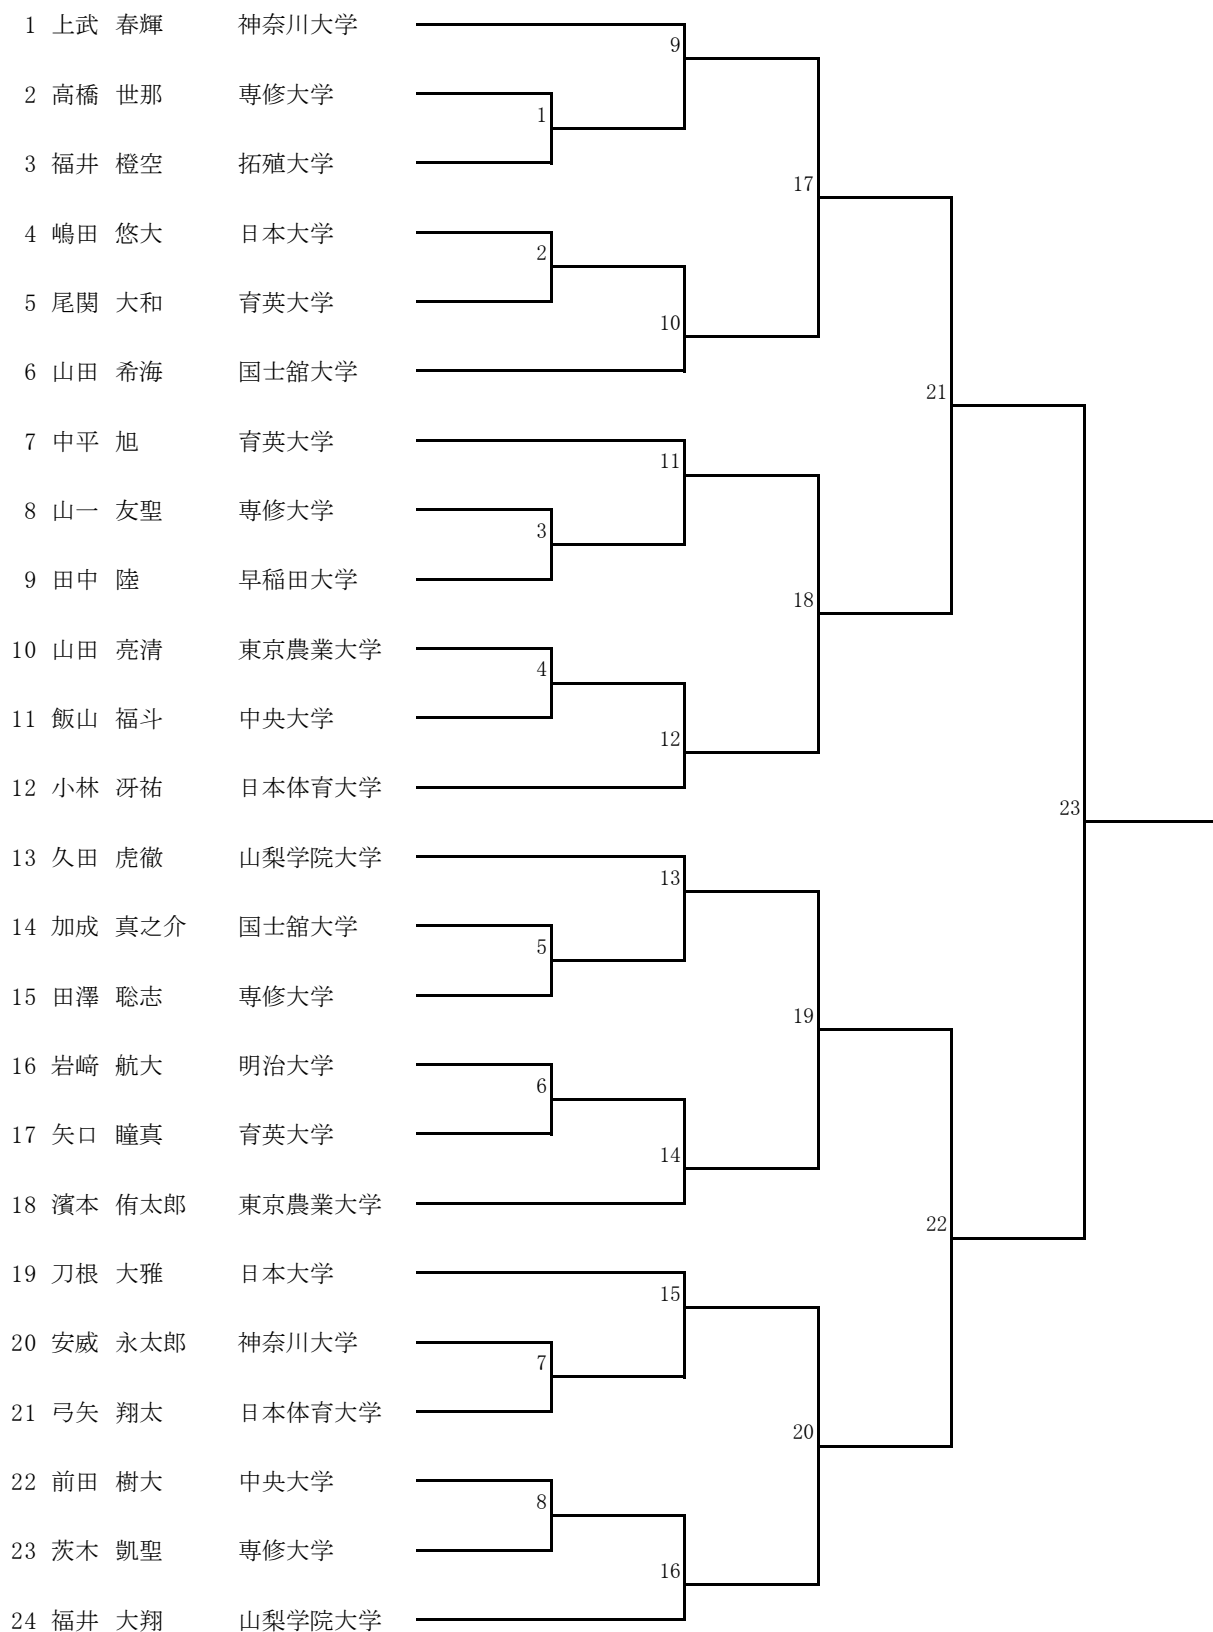 1 上武 春輝 神奈川大学
9
2 高橋 世那 専修大学
1
3 福井 橙空 拓殖大学
17
4 嶋田 悠大 日本大学
2
5 尾関 大和 育英大学
10
6 山田 希海 国士舘大学
21
7 中平 旭 育英大学
11
8 山一 友聖 専修大学
3
9 田中 陸 早稲田大学
18
10 山田 亮清 東京農業大学
4
11 飯山 福斗 中央大学
12
12 小林 冴祐 日本体育大学
23
13 久田 虎徹 山梨学院大学
13
14 加成 真之介 国士舘大学
5
15 田澤 聡志 専修大学
19
16 岩﨑 航大 明治大学
6
17 矢口 瞳真 育英大学
14
18 濱本 侑太郎 東京農業大学
22
19 刀根 大雅 日本大学
15
20 安威 永太郎 神奈川大学
7
21 弓矢 翔太 日本体育大学
20
22 前田 樹大 中央大学
8
23 茨木 凱聖 専修大学
16
24 福井 大翔 山梨学院大学